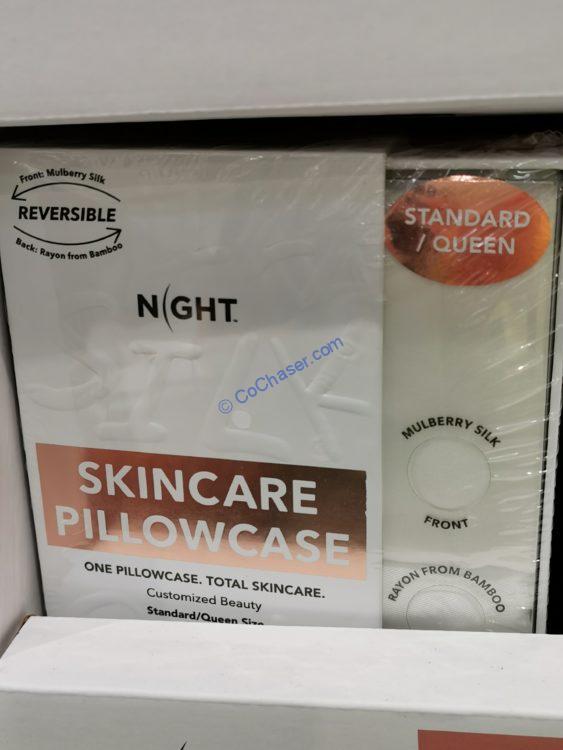 Front: Mulberry Silk
REVERSIBLE
Back: Rayon from Bamboo
N(GHT™
SKINCARE
PILLOWCASE
ONE PILLOWCASE. TOTAL SKINCARE.
Customized Beauty
Standard/Queen Size
STANDARD
/ QUEEN
MULBERRY SILK
FRONT
RAYON FROM BAMBOO
© CoChaser.com